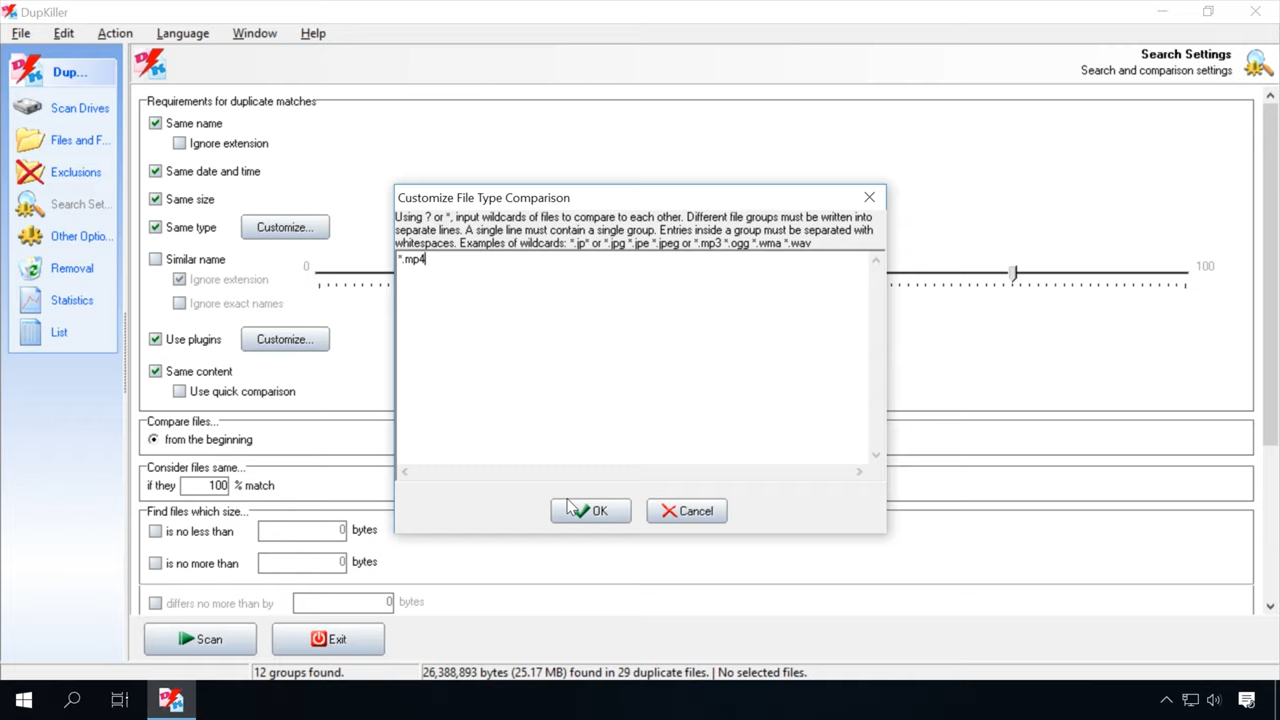 DupKiller
File Edit Action Language Window Help
Dup...
Scan Drives
Files and F...
Exclusions
Search Set...
Other Optio...
Removal
Statistics
List
Search Settings
Search and comparison settings
Requirements for duplicate matches
Same name
Ignore extension
Same date and time
Same size
Same type Customize...
Similar name 0 100
Ignore extension
Ignore exact names
Use plugins Customize...
Same content
Use quick comparison
Compare files...
from the beginning
Consider files same...
if they 100 % match
Find files which size...
is no less than 0 bytes
is no more than 0 bytes
differs no more than by 0 bytes
Customize File Type Comparison
Using ? or *, input wildcards of files to compare to each other. Different file groups must be written into
separate lines. A single line must contain a single group. Entries inside a group must be separated with
whitespaces. Examples of wildcards: *.jp* or *.jpg *.jpe *.jpeg or *.mp3 *.ogg *.wma *.wav
*.mp4
OK Cancel
Scan Exit
12 groups found. 26,388,893 bytes (25.17 MB) found in 29 duplicate files. | No selected files.